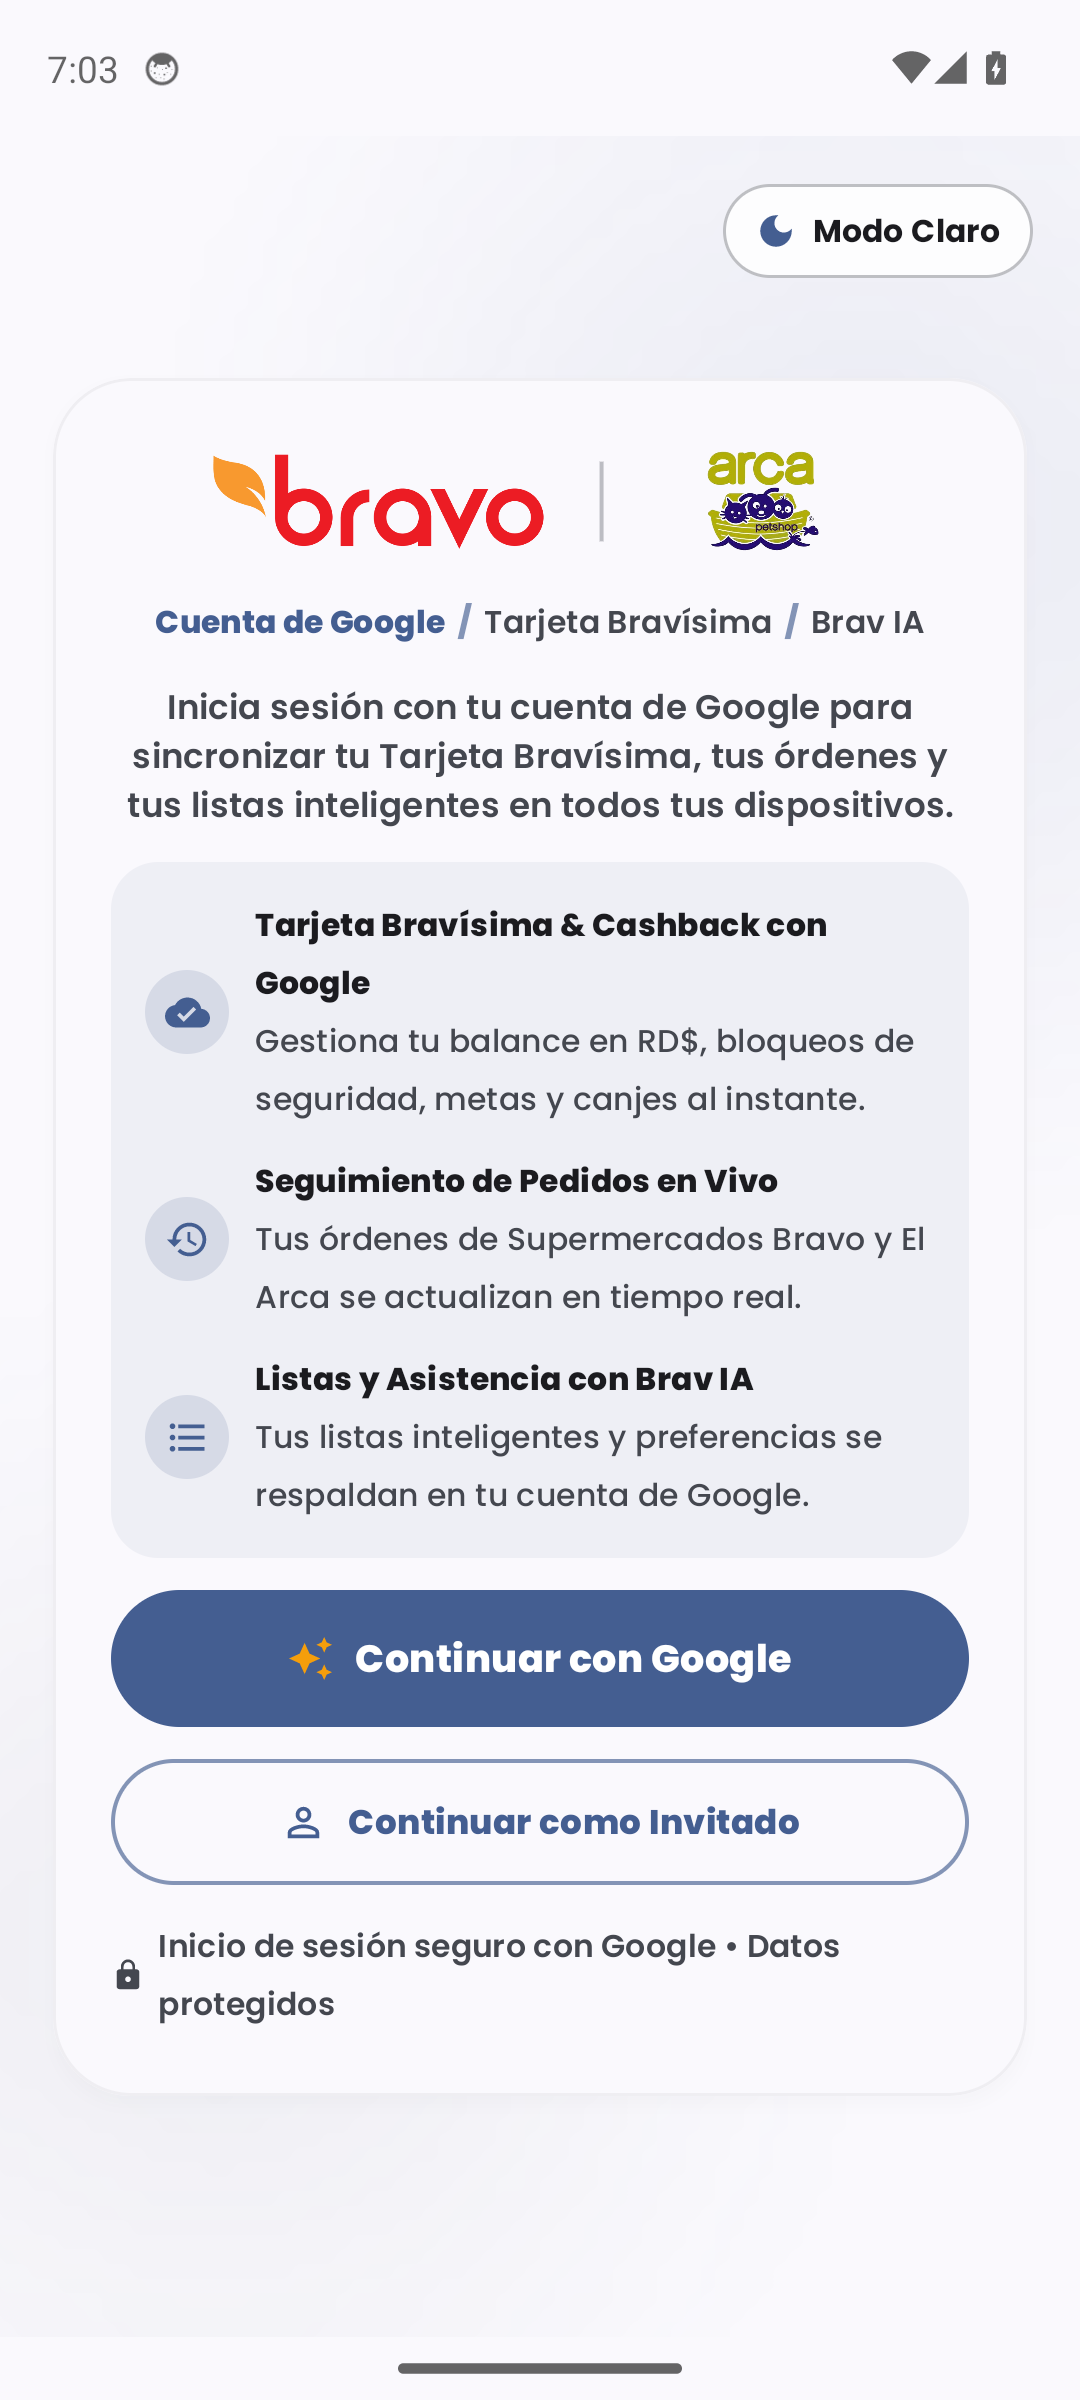 7:03
Modo Claro
bravo
arca
petshop
Cuenta de Google / Tarjeta Bravísima / Brav IA
Inicia sesión con tu cuenta de Google para
sincronizar tu Tarjeta Bravísima, tus órdenes y
tus listas inteligentes en todos tus dispositivos.
Tarjeta Bravísima & Cashback con
Google
Gestiona tu balance en RD$, bloqueos de
seguridad, metas y canjes al instante.
Seguimiento de Pedidos en Vivo
Tus órdenes de Supermercados Bravo y El
Arca se actualizan en tiempo real.
Listas y Asistencia con Brav IA
Tus listas inteligentes y preferencias se
respaldan en tu cuenta de Google.
Continuar con Google
Continuar como Invitado
Inicio de sesión seguro con Google • Datos
protegidos